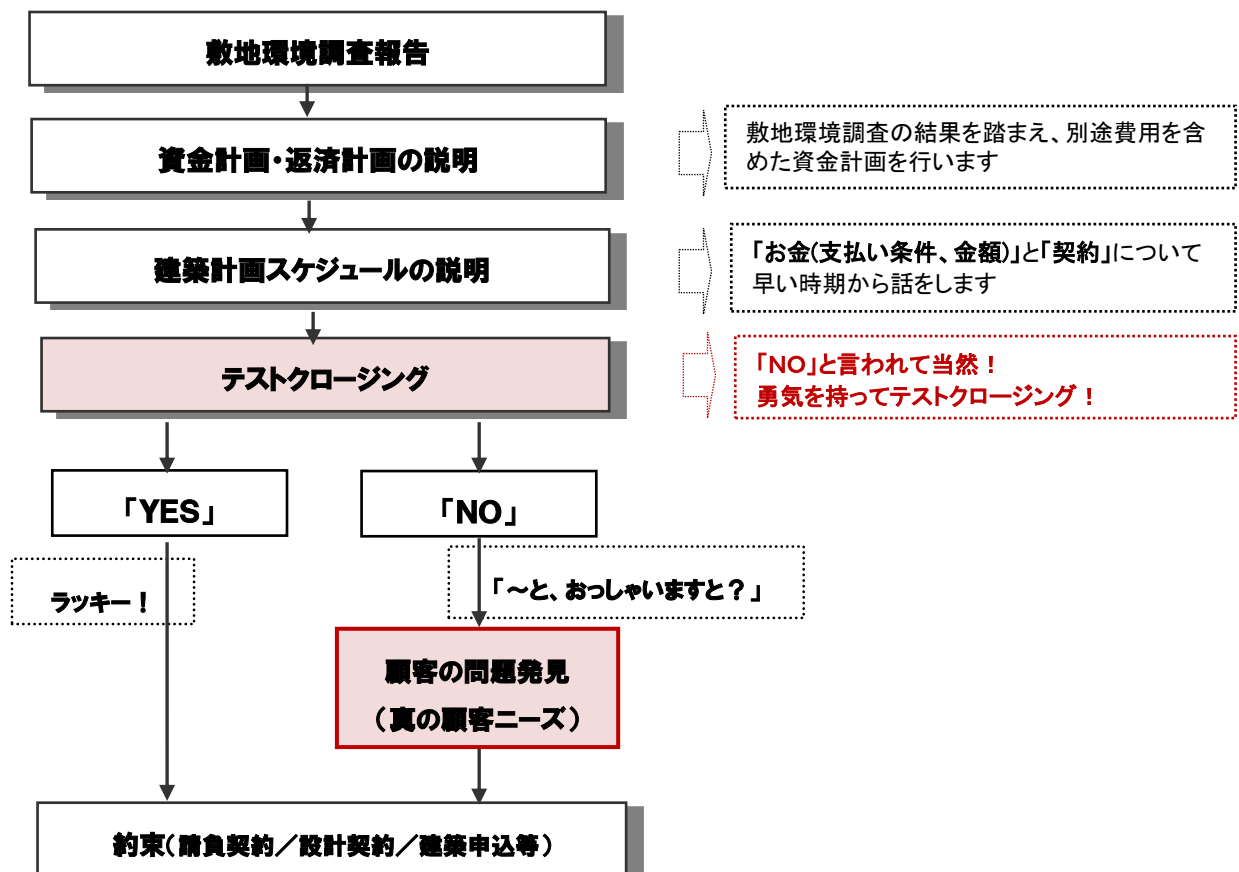 敷地環境調査報告
資金計画・返済計画の説明
敷地環境調査の結果を踏まえ、別途費用を含
めた資金計画を行います
建築計画スケジュールの説明
「お金(支払い条件、金額)」と「契約」について
早い時期から話をします
テストクロージング
「NO」と言われて当然！
勇気を持ってテストクロージング！
「YES」
「NO」
ラッキー！
「～と、おっしゃいますと？」
顧客の問題発見
（真の顧客ニーズ）
約束（請負契約／設計契約／建築申込等）